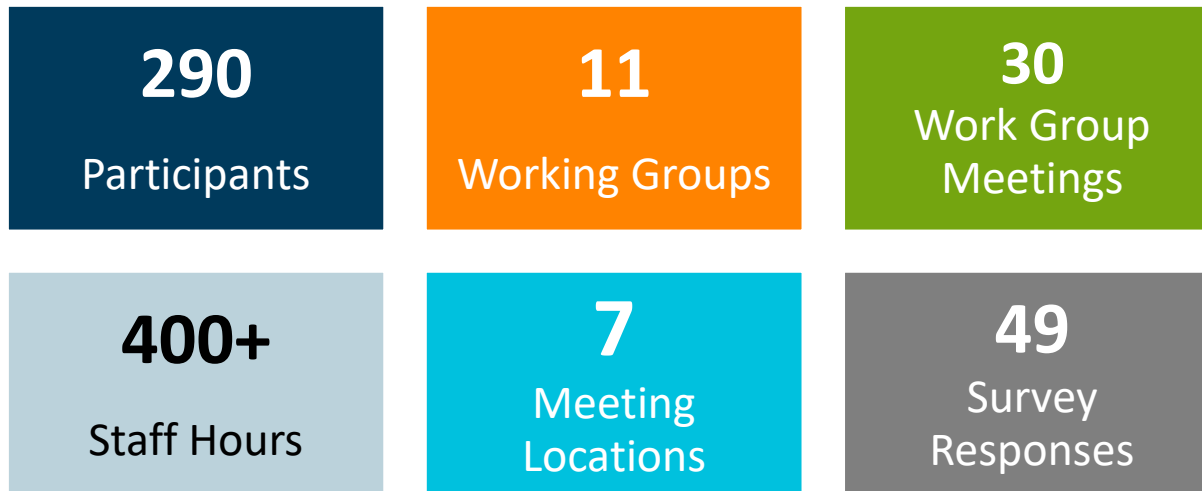 290
Participants
11
Working Groups
30
Work Group
Meetings
400+
Staff Hours
7
Meeting
Locations
49
Survey
Responses